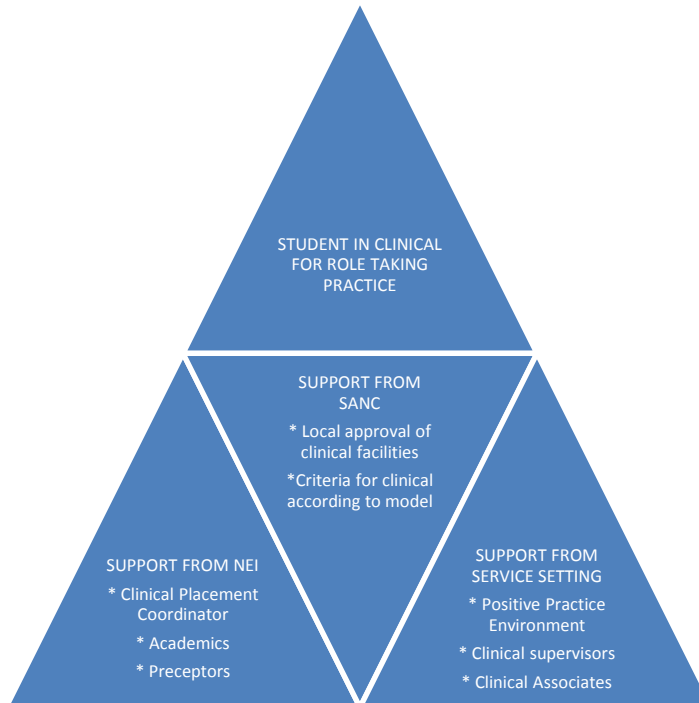 STUDENT IN CLINICAL
FOR ROLE TAKING
PRACTICE
SUPPORT FROM
SANC
* Local approval of
clinical facilities
*Criteria for clinical
according to model
SUPPORT FROM NEI
* Clinical Placement
Coordinator
* Academics
* Preceptors
SUPPORT FROM
SERVICE SETTING
* Positive Practice
Environment
* Clinical supervisors
* Clinical Associates